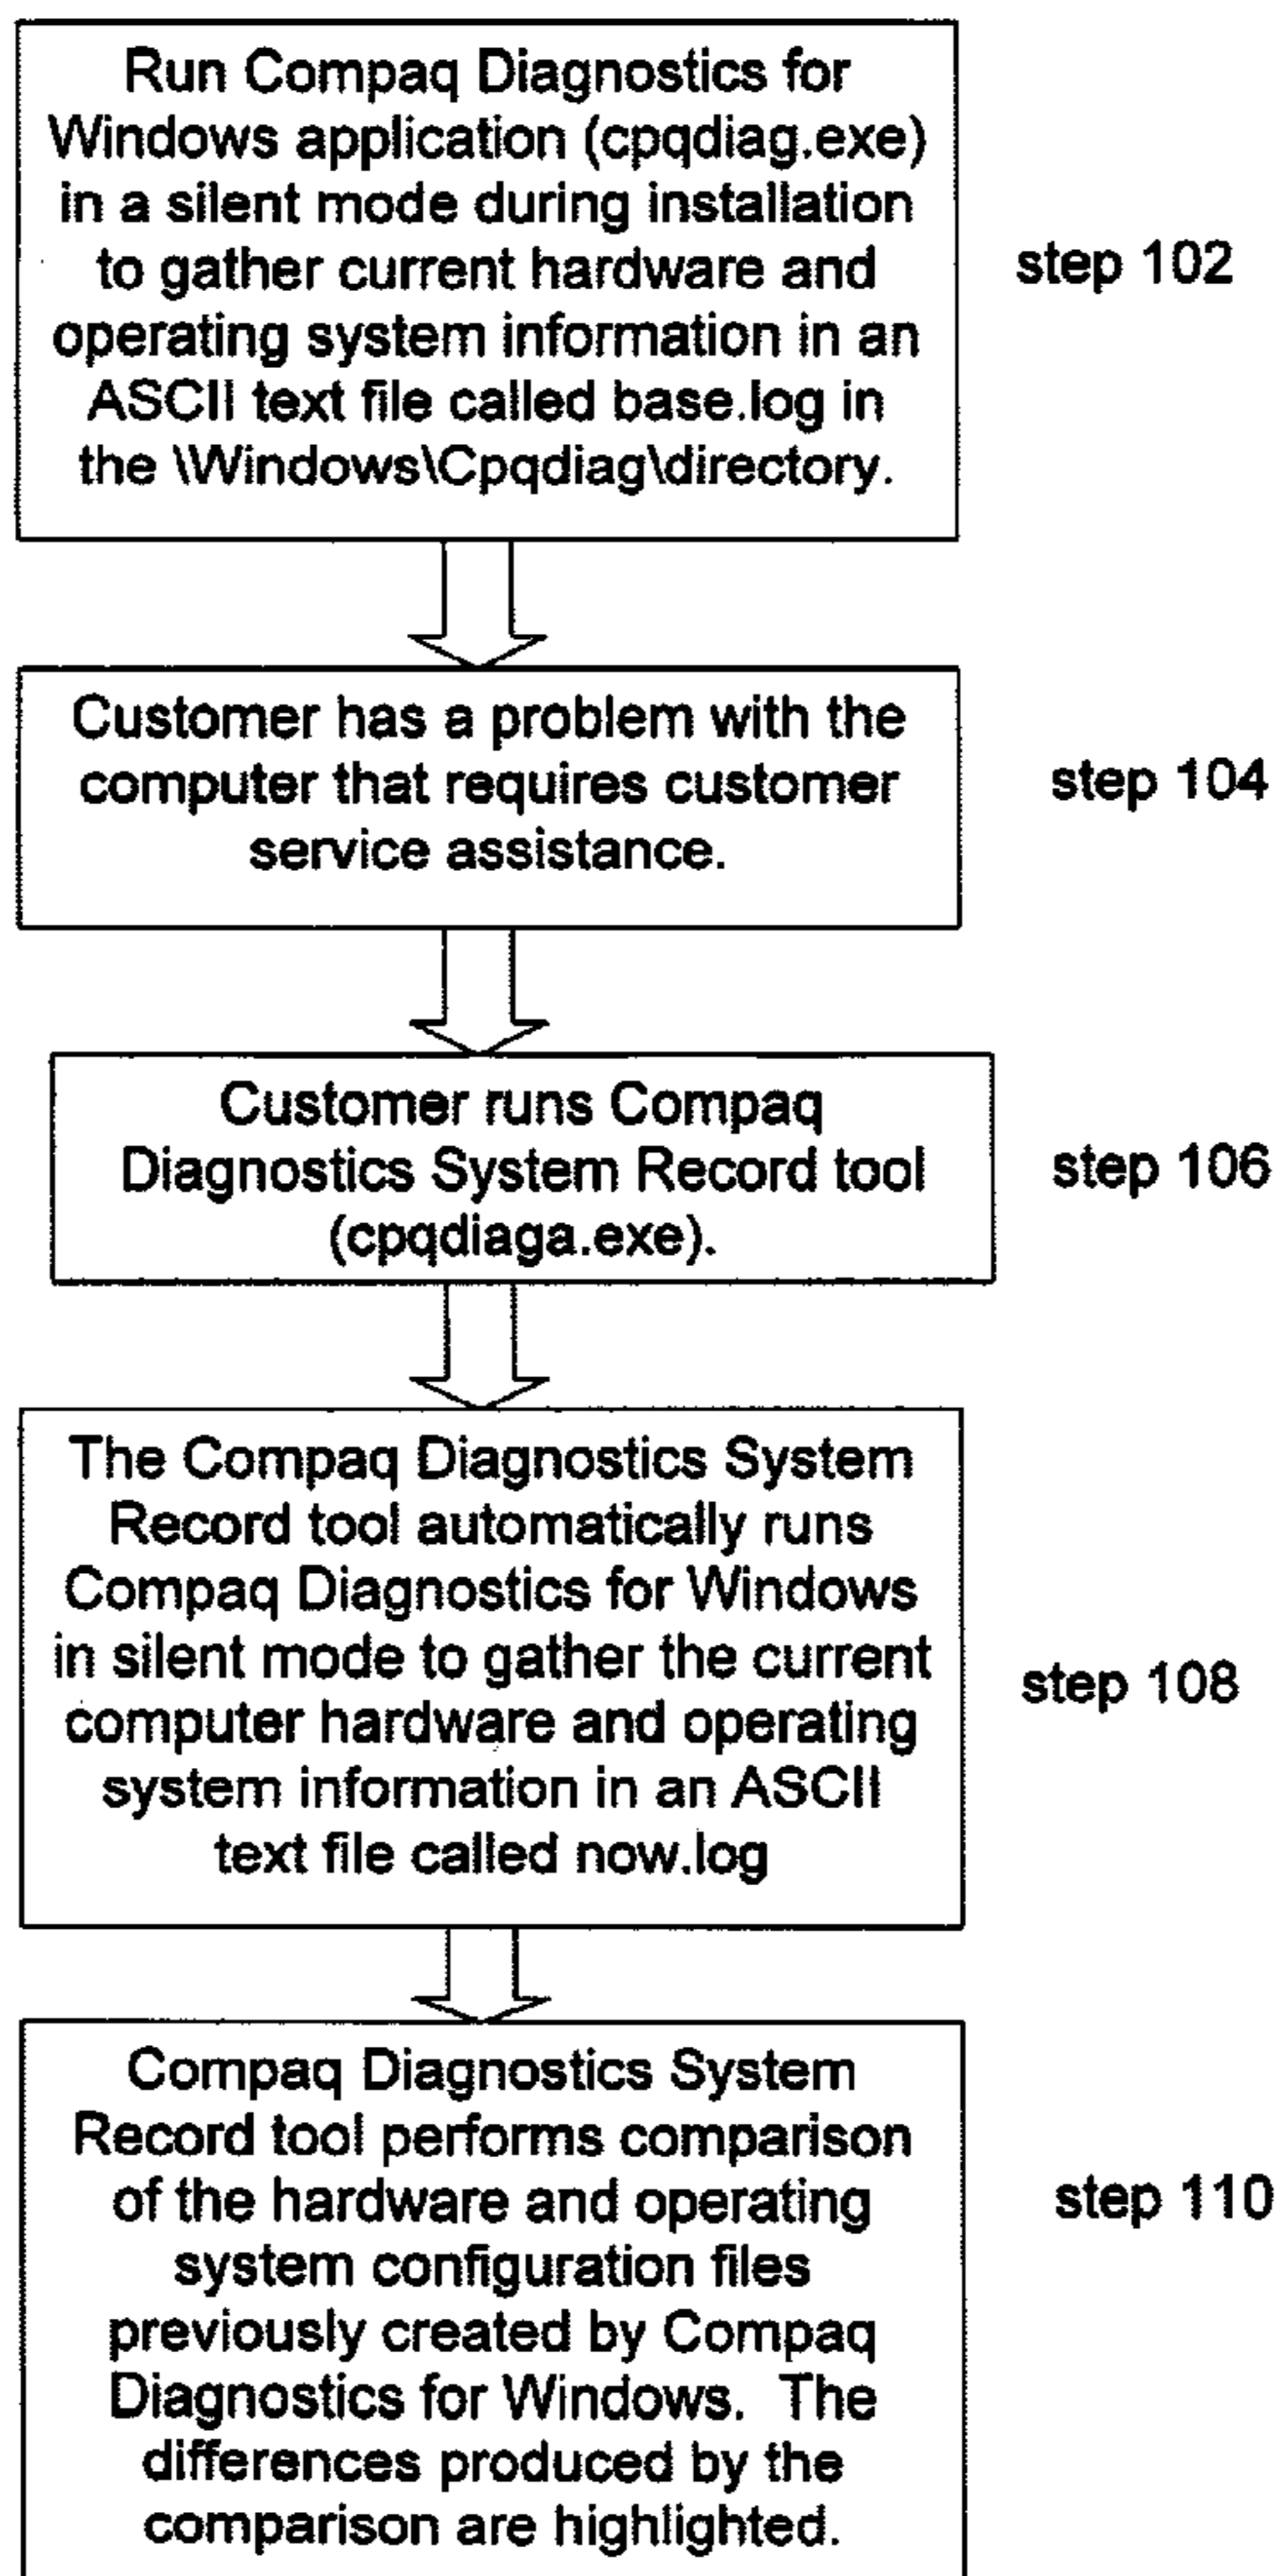 Run Compaq Diagnostics for
Windows application (cpqdiag.exe)
in a silent mode during installation
to gather current hardware and
operating system information in an
ASCII text file called base.log in
the \Windows\Cpqdiag\directory.
step 102
Customer has a problem with the
computer that requires customer
service assistance.
step 104
Customer runs Compaq
Diagnostics System Record tool
(cpqdiaga.exe).
step 106
The Compaq Diagnostics System
Record tool automatically runs
Compaq Diagnostics for Windows
in silent mode to gather the current
computer hardware and operating
system information in an ASCII
text file called now.log
step 108
Compaq Diagnostics System
Record tool performs comparison
of the hardware and operating
system configuration files
previously created by Compaq
Diagnostics for Windows. The
differences produced by the
comparison are highlighted.
step 110